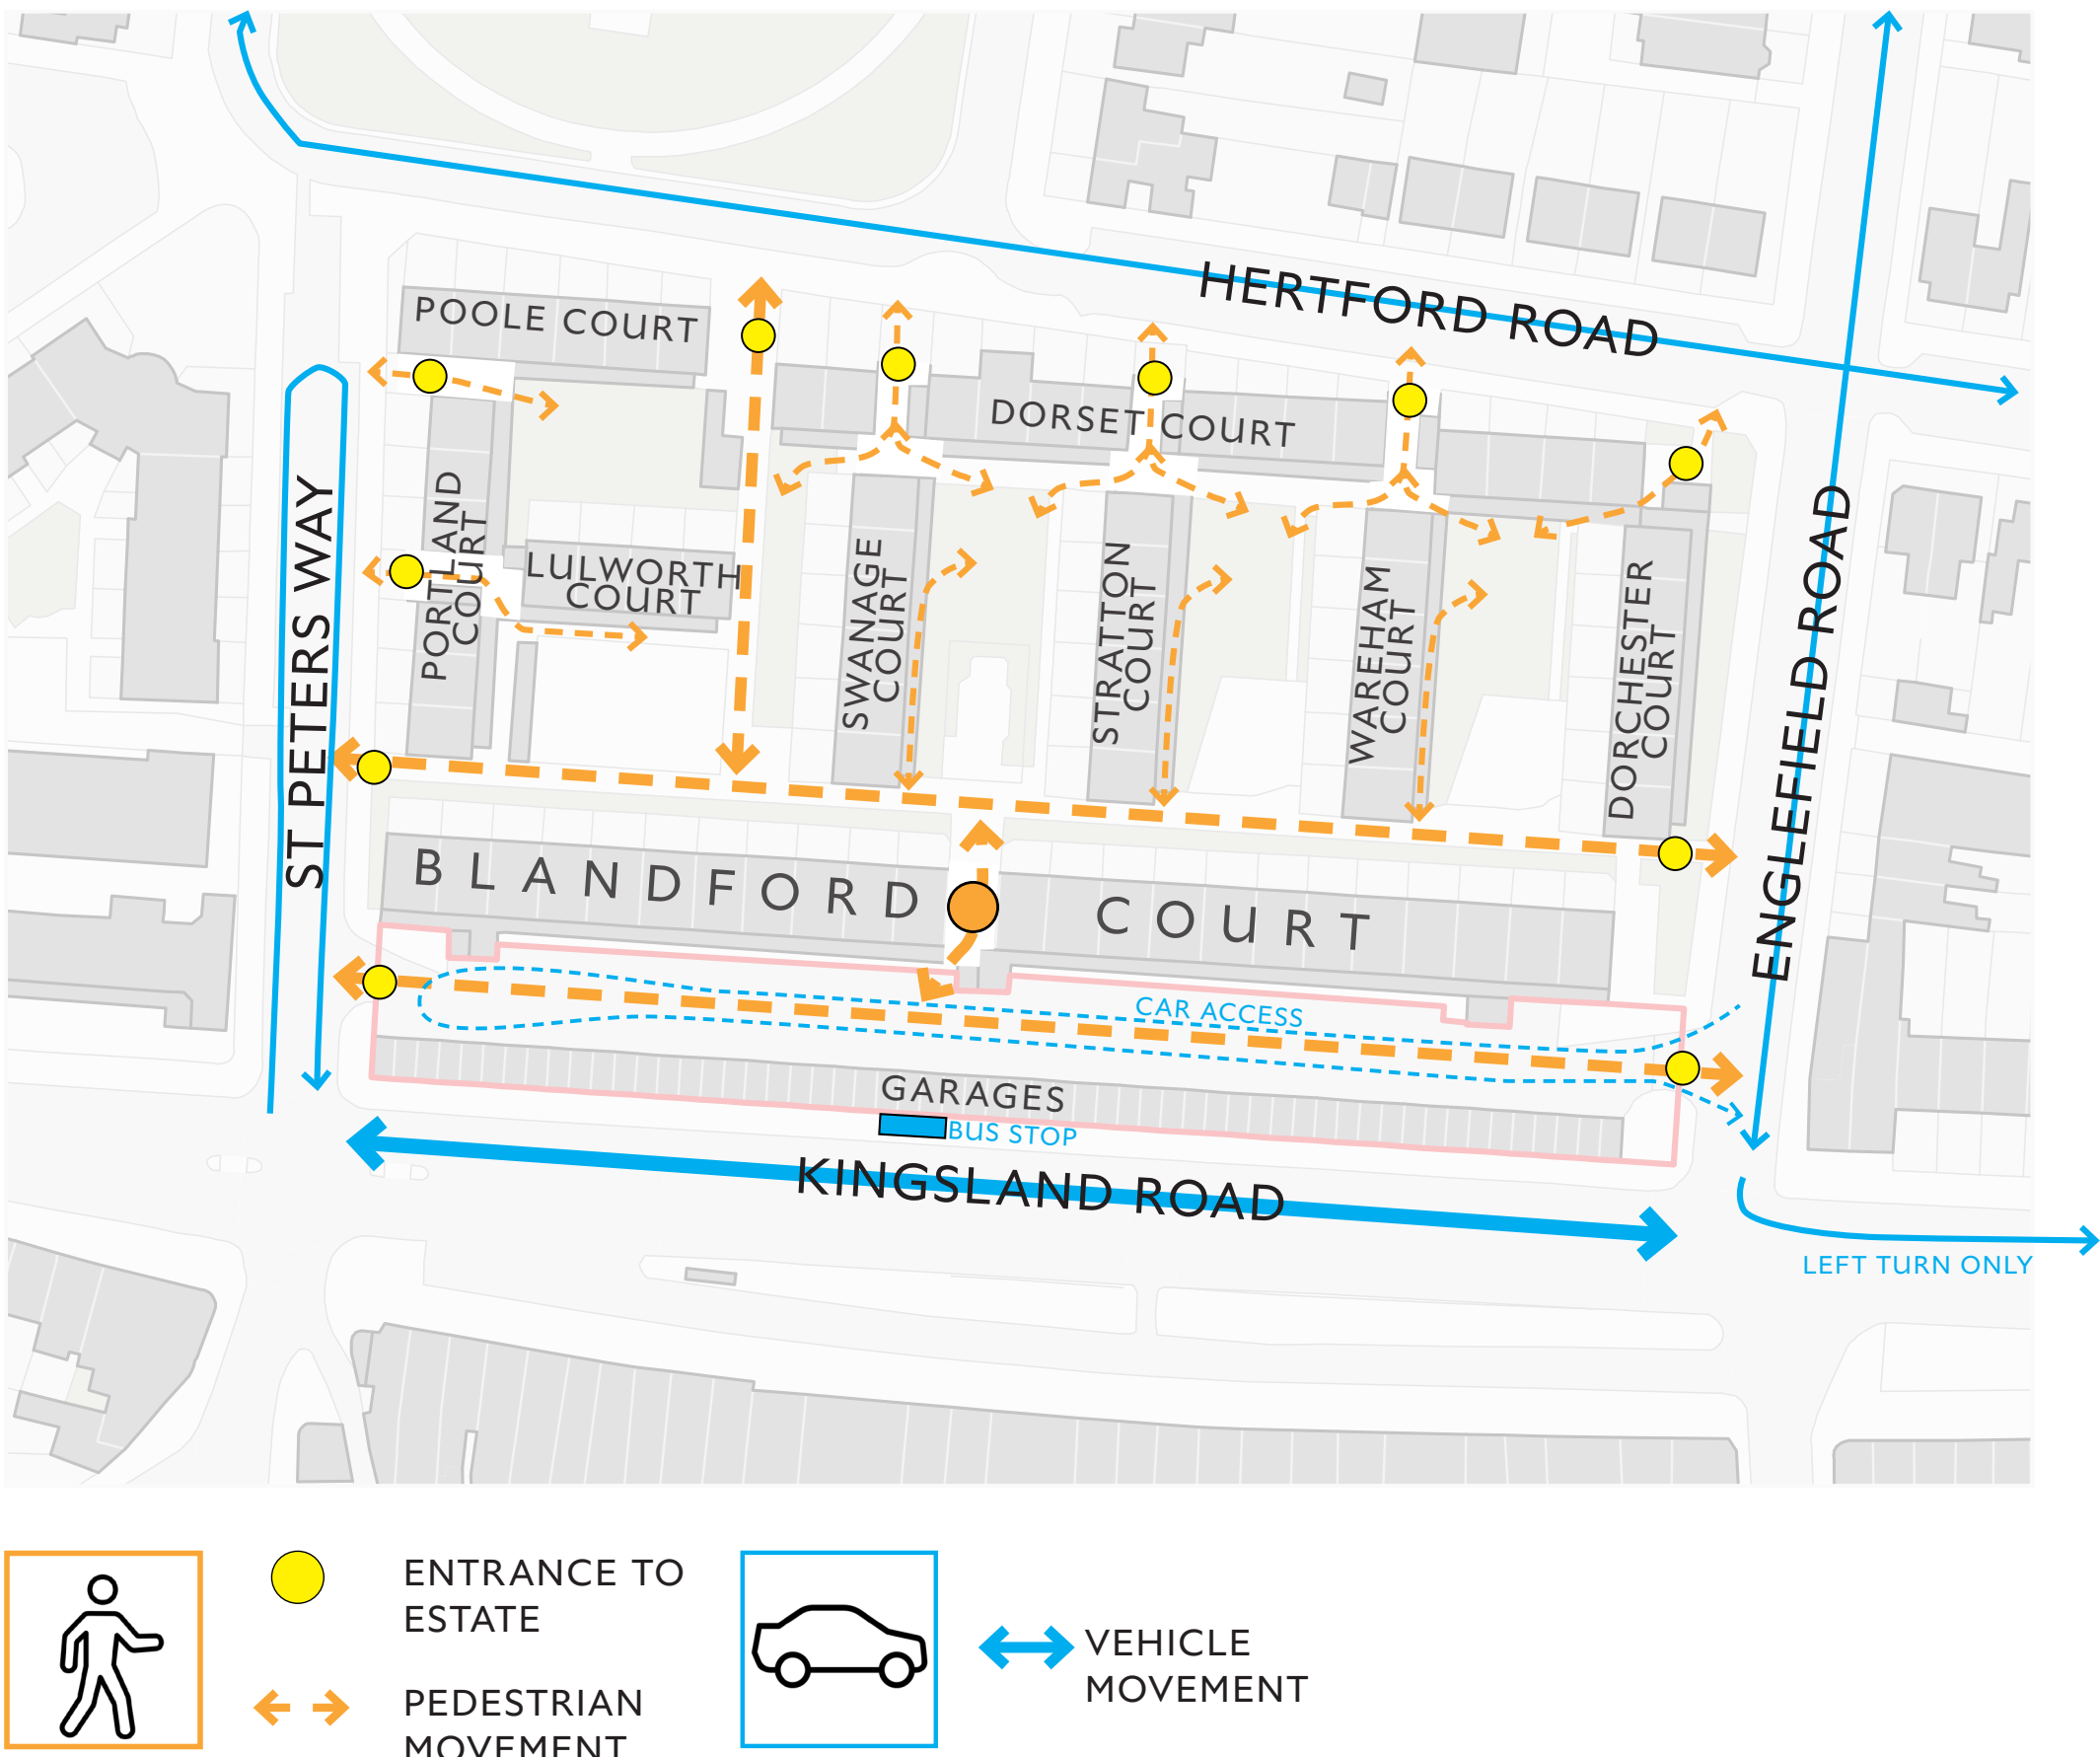 HERTFORD ROAD
POOLE COURT
DORSET COURT
PORTLAND
COURT
LULWORTH
COURT
ST PETERS WAY
SWANAGE
COURT
STRATTON
COURT
WAREHAM
COURT
DORCHESTER
COURT
ENGLEFIELD ROAD
BLANDFORD COURT
CAR ACCESS
GARAGES
BUS STOP
KINGSLAND ROAD
LEFT TURN ONLY
ENTRANCE TO
ESTATE
PEDESTRIAN
MOVEMENT
VEHICLE
MOVEMENT